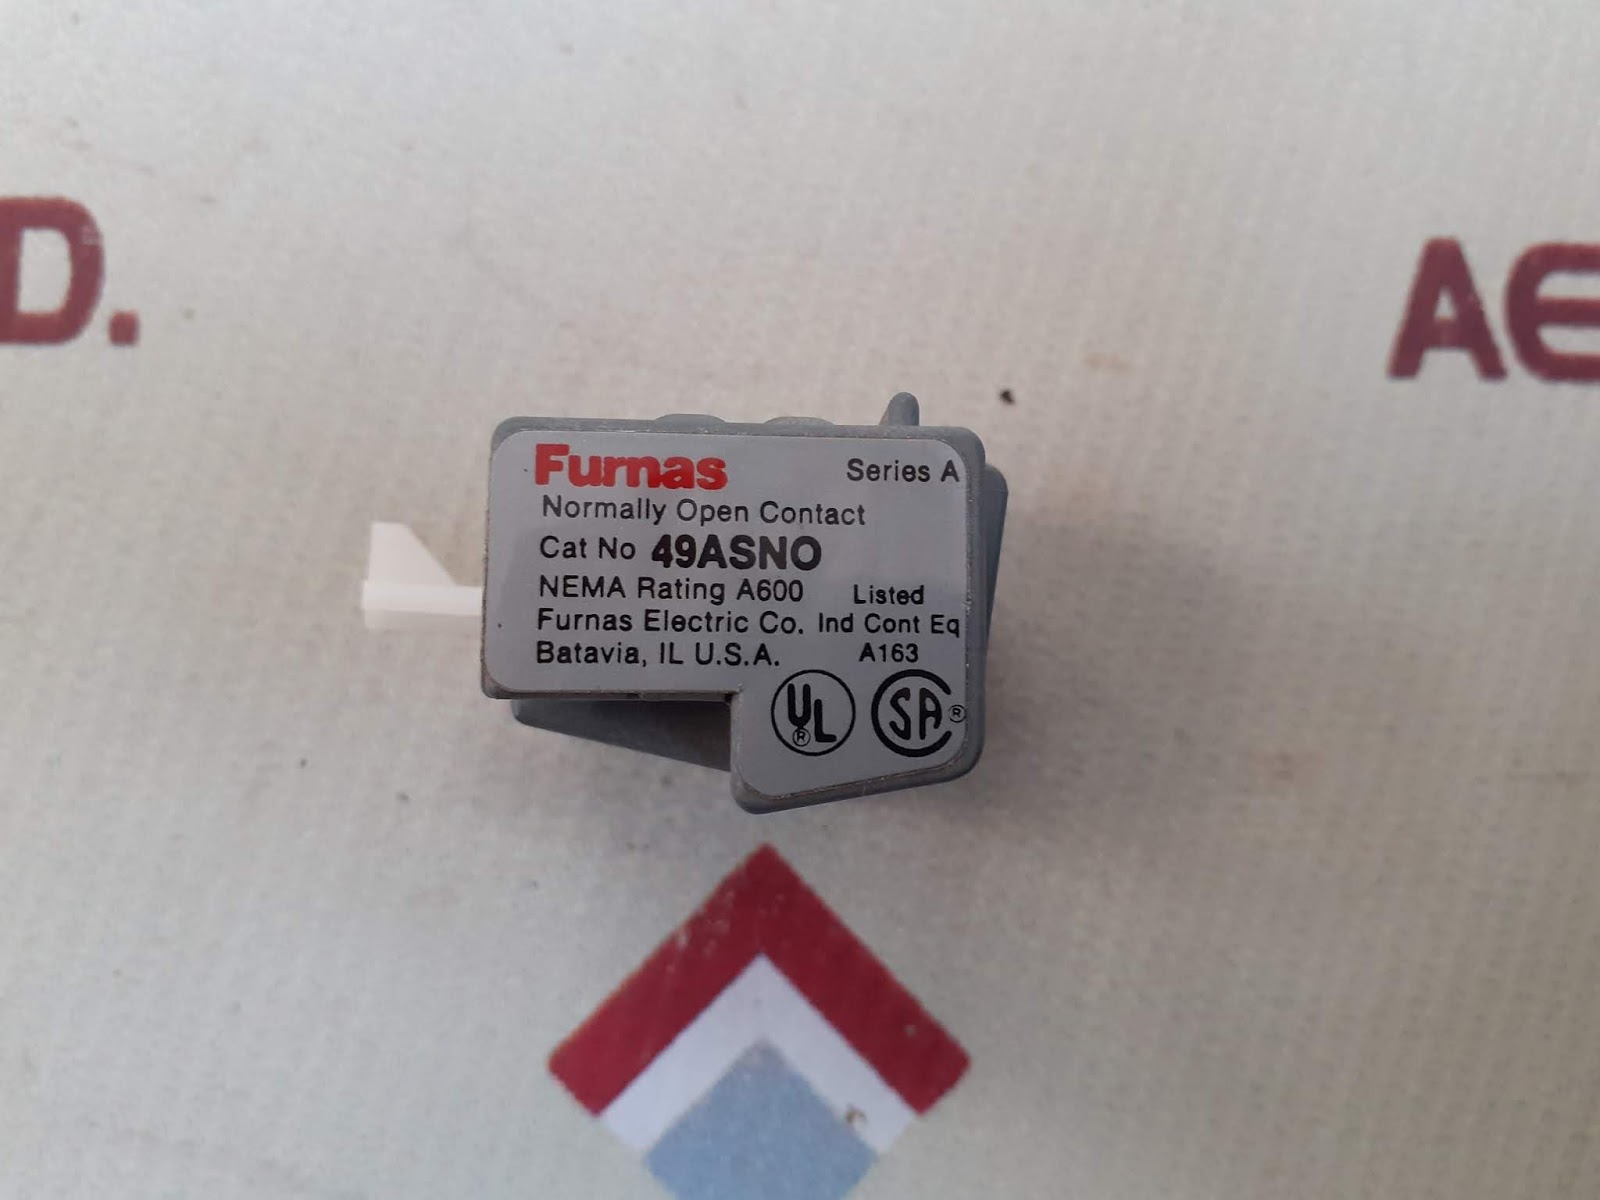 D.
AE
Furnas Series A
Normally Open Contact
Cat No 49ASNO
NEMA Rating A600 Listed
Furnas Electric Co. Ind Cont Eq
Batavia, IL U.S.A. A163
UL® SA®